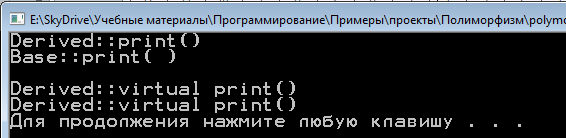 E:\SkyDrive\Учебные материалы\Программирование\Примеры\проекты\Полиморфизм\polymo
Derived::print()
Base::print( )
Derived::virtual print()
Derived::virtual print()
Для продолжения нажмите любую клавишу . . .